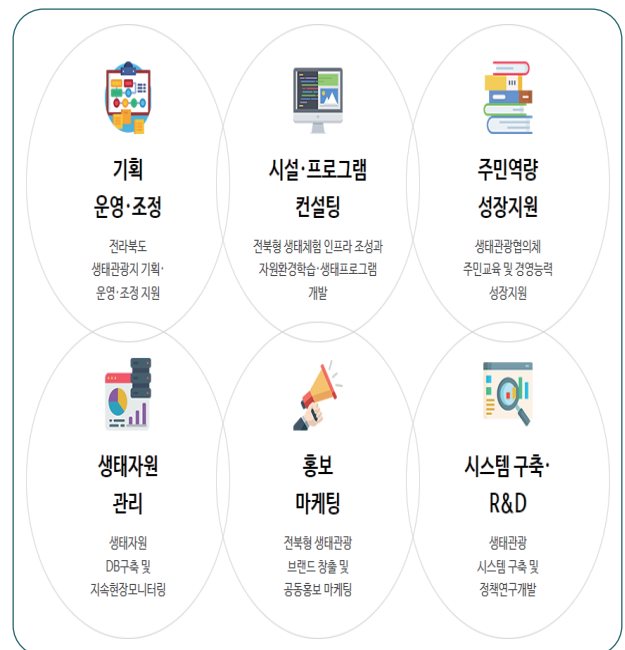 기획
운영·조정
전라북도
생태관광지 기획·
운영·조정 지원
시설·프로그램
컨설팅
전북형 생태체험 인프라 조성과
자원환경학습·생태프로그램
개발
주민역량
성장지원
생태관광협의체
주민교육 및 경영능력
성장지원
생태자원
관리
생태자원
DB구축 및
지속현장모니터링
홍보
마케팅
전북형 생태관광
브랜드 창출 및
공동홍보 마케팅
시스템 구축·
R&D
생태관광
시스템 구축 및
정책연구개발